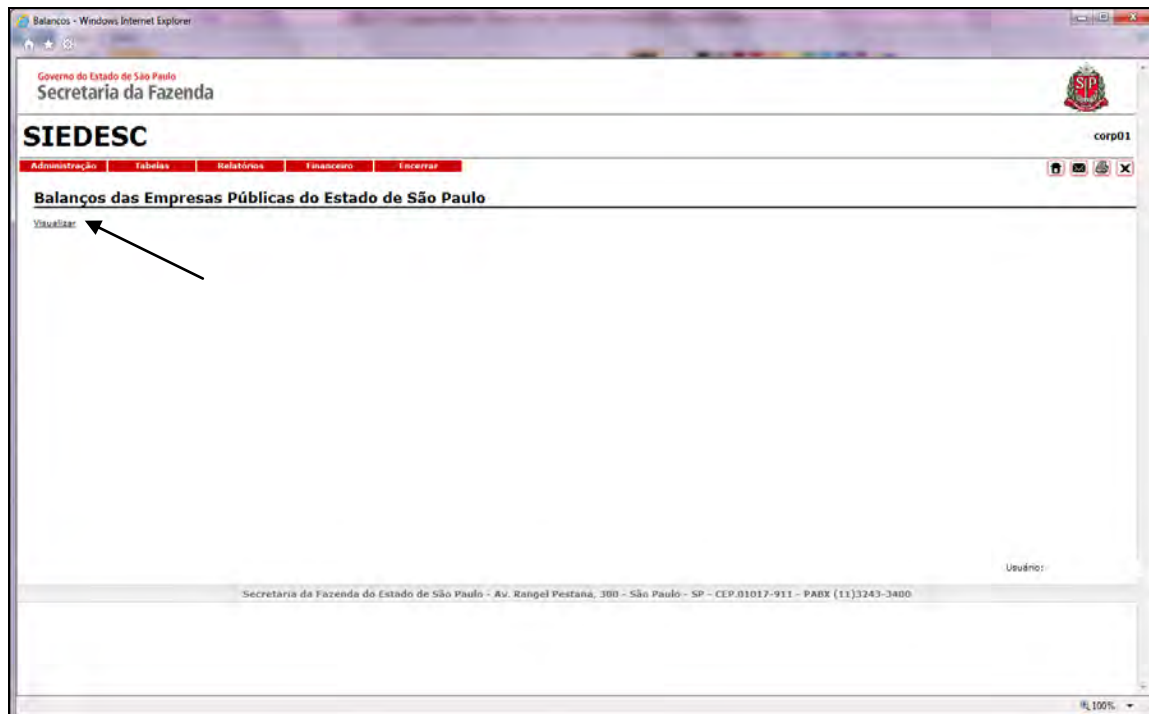 Balancos - Windows Internet Explorer
Governo do Estado de São Paulo
Secretaria da Fazenda
SP
SIEDESC
corp01
Administração Tabelas Relatórios Financeiro Encerrar
Balanços das Empresas Públicas do Estado de São Paulo
Visualizar
Usuário:
Secretaria da Fazenda do Estado de São Paulo - Av. Rangel Pestana, 300 - São Paulo - SP - CEP.01017-911 - PABX (11)3243-3400
100%